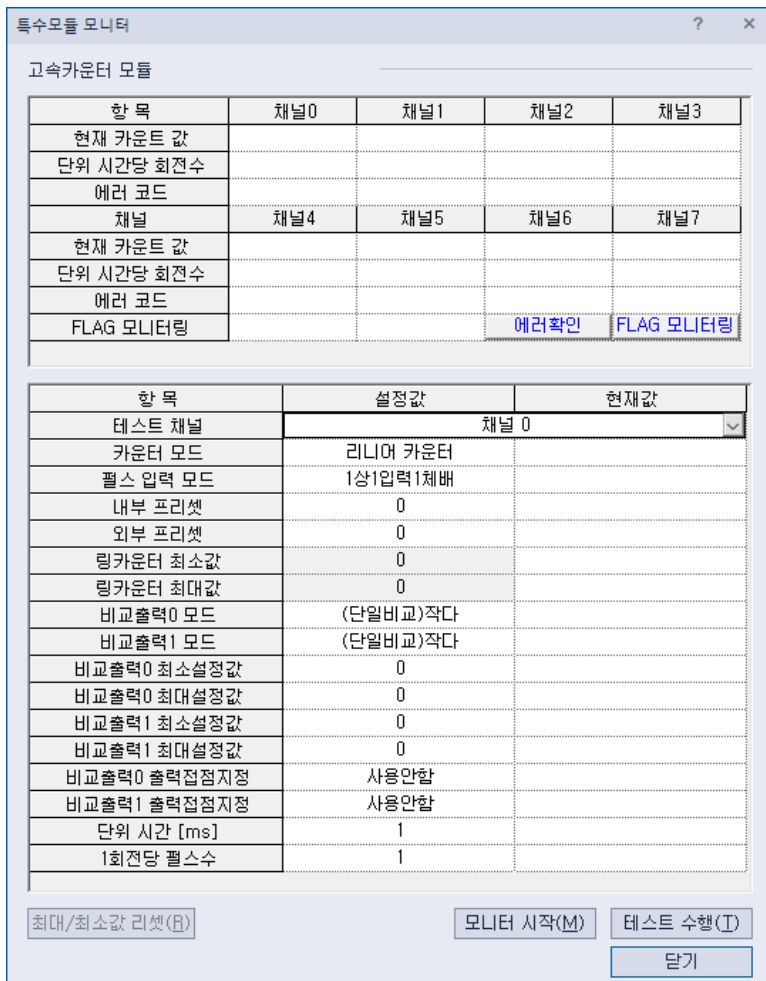 특수모듈 모니터 ? ×
고속카운터 모듈
항 목 채널0 채널1 채널2 채널3
현재 카운트 값
단위 시간당 회전수
에러 코드
채널 채널4 채널5 채널6 채널7
현재 카운트 값
단위 시간당 회전수
에러 코드
FLAG 모니터링 에러확인 FLAG 모니터링
항 목 설정값 현재값
테스트 채널 채널 0
카운터 모드 리니어 카운터
펄스 입력 모드 1상1입력1체배
내부 프리셋 0
외부 프리셋 0
링카운터 최소값 0
링카운터 최대값 0
비교출력0 모드 (단일비교)작다
비교출력1 모드 (단일비교)작다
비교출력0 최소설정값 0
비교출력0 최대설정값 0
비교출력1 최소설정값 0
비교출력1 최대설정값 0
비교출력0 출력접점지정 사용안함
비교출력1 출력접점지정 사용안함
단위 시간 [ms] 1
1회전당 펄스수 1
최대/최소값 리셋(R) 모니터 시작(M) 테스트 수행(T)
닫기